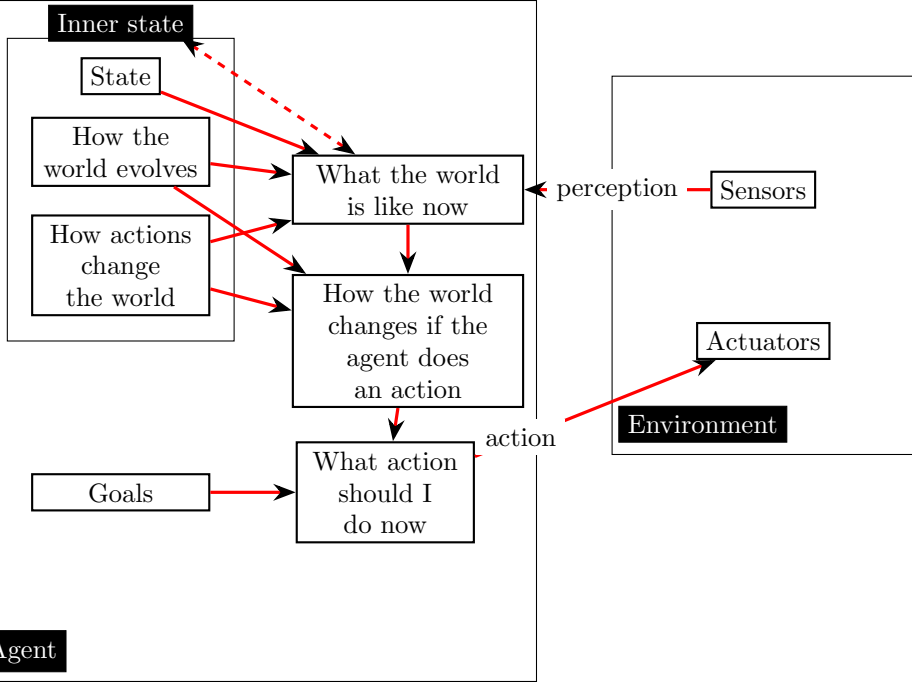 Inner state
State
How the
world evolves
How actions
change
the world
What the world
is like now
perception
Sensors
How the world
changes if the
agent does
an action
Actuators
Environment
action
What action
should I
do now
Goals
Agent